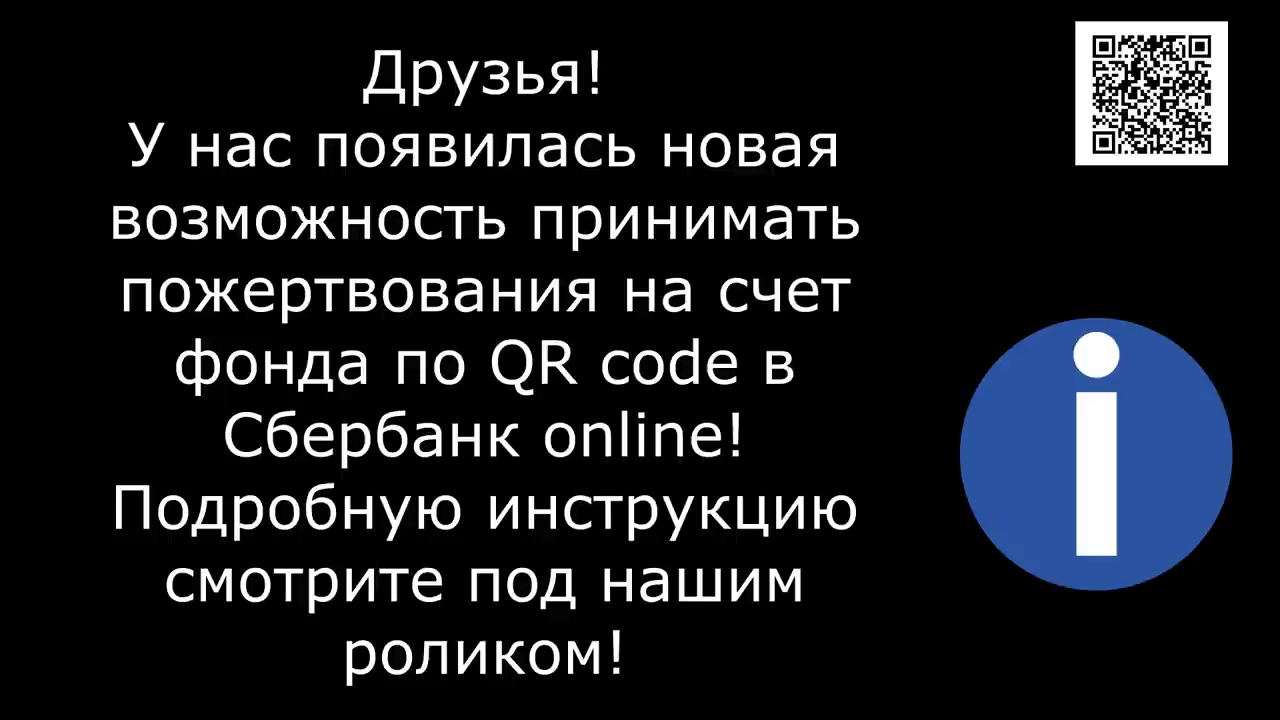 Друзья!
У нас появилась новая
возможность принимать
пожертвования на счет
фонда по QR code в
Сбербанк online!
Подробную инструкцию
смотрите под нашим
роликом!